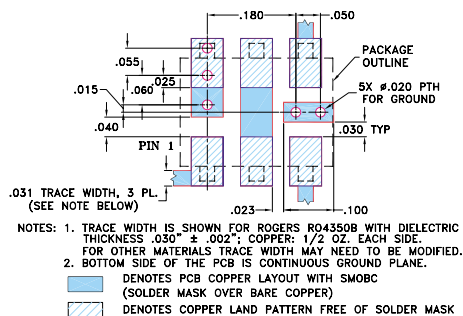 .180
.050
.055
.025
.060
.015
.040
PACKAGE
OUTLINE
5X ø.020 PTH
FOR GROUND
.030 TYP
PIN 1
.031 TRACE WIDTH, 3 PL.
(SEE NOTE BELOW)
.023
.100
NOTES: 1. TRACE WIDTH IS SHOWN FOR ROGERS RO4350B WITH DIELECTRIC
THICKNESS .030" ± .002"; COPPER: 1/2 OZ. EACH SIDE.
FOR OTHER MATERIALS TRACE WIDTH MAY NEED TO BE MODIFIED.
2. BOTTOM SIDE OF THE PCB IS CONTINUOUS GROUND PLANE.
DENOTES PCB COPPER LAYOUT WITH SMOBC
(SOLDER MASK OVER BARE COPPER)
DENOTES COPPER LAND PATTERN FREE OF SOLDER MASK